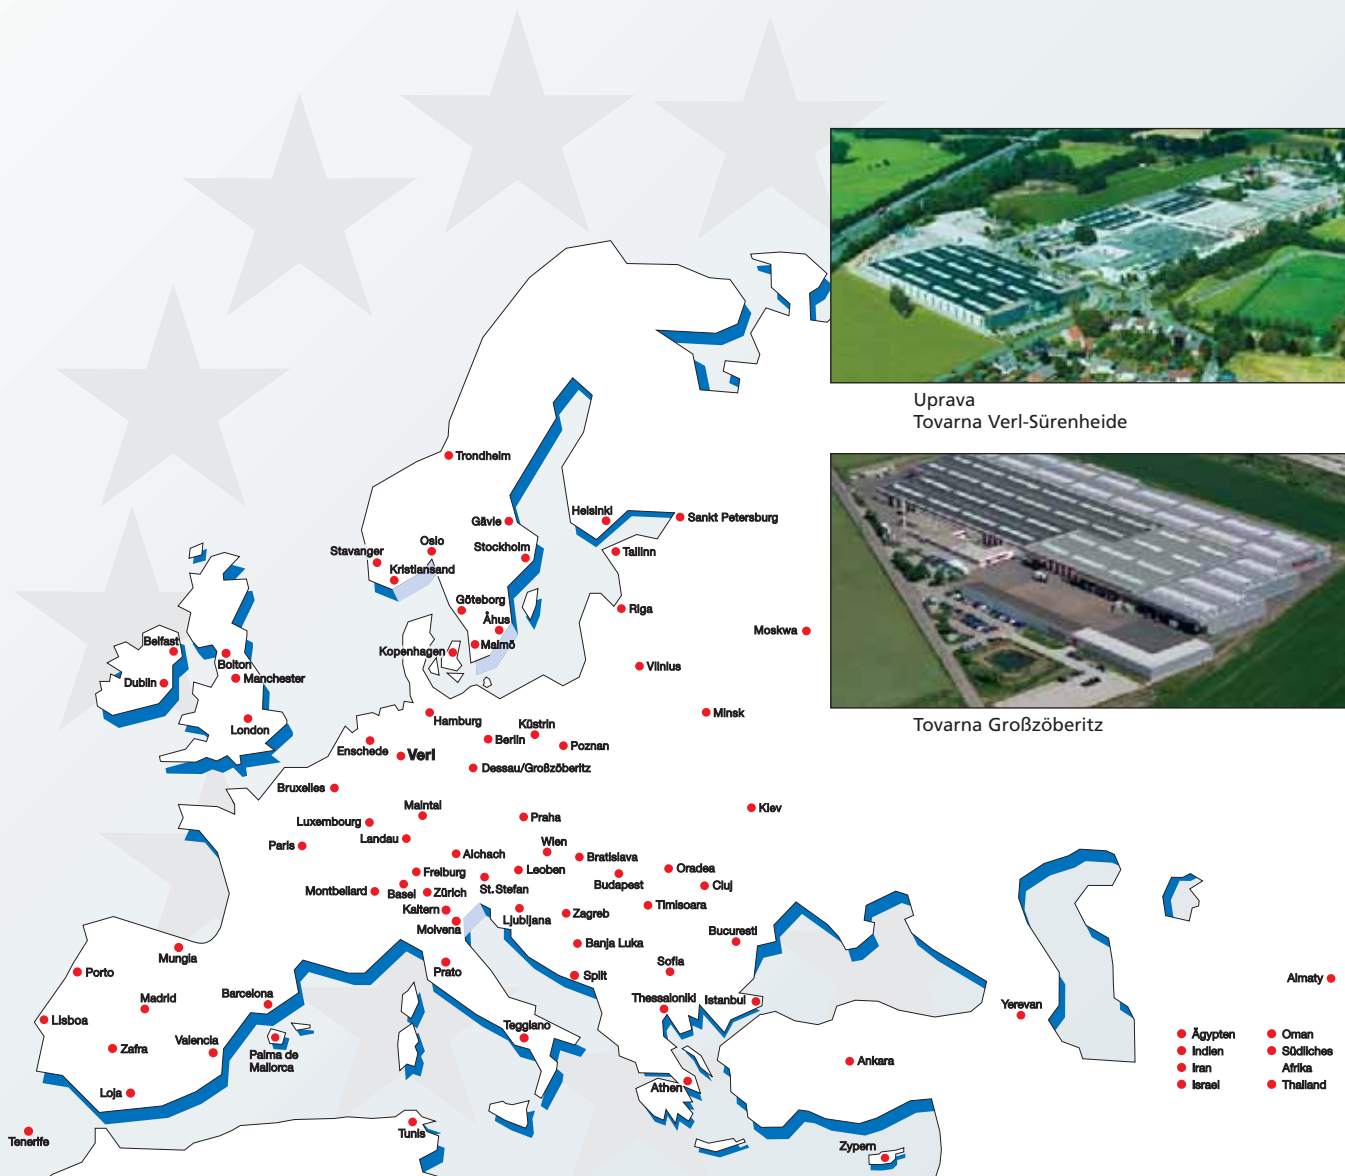 Uprava
Tovarna Verl-Sürenheide
Tovarna Großzöberitz
Trondheim
Gävle
Helsinki
Sankt Petersburg
Oslo
Stockholm
Stavanger
Tallinn
Kristiansand
Göteborg
Riga
Åhus
Moskwa
Belfast
Malmö
Kopenhagen
Bolton
Vilnius
Manchester
Dublin
Hamburg
Minsk
London
Küstrin
Berlin
Enschede
Poznan
Verl
Dessau/Großzöberitz
Bruxelles
Maintal
Kiev
Luxembourg
Praha
Landau
Paris
Wien
Aichach
Bratislava
Freiburg
Leoben
Oradea
Montbeliard
Basel
Zürich
St. Stefan
Budapest
Cluj
Kaltern
Timisoara
Ljubljana
Zagreb
Molvena
Bucuresti
Mungia
Banja Luka
Porto
Prato
Sofia
Split
Almaty
Barcelona
Madrid
Thessaloniki
Istanbul
Yerevan
Lisboa
Teggiano
Valencia
Zafra
Palma de
Mallorca
Ankara
Athen
Loja
Tenerife
Tunis
Zypern
Ägypten
Indien
Iran
Israel
Oman
Südliches
Afrika
Thailand